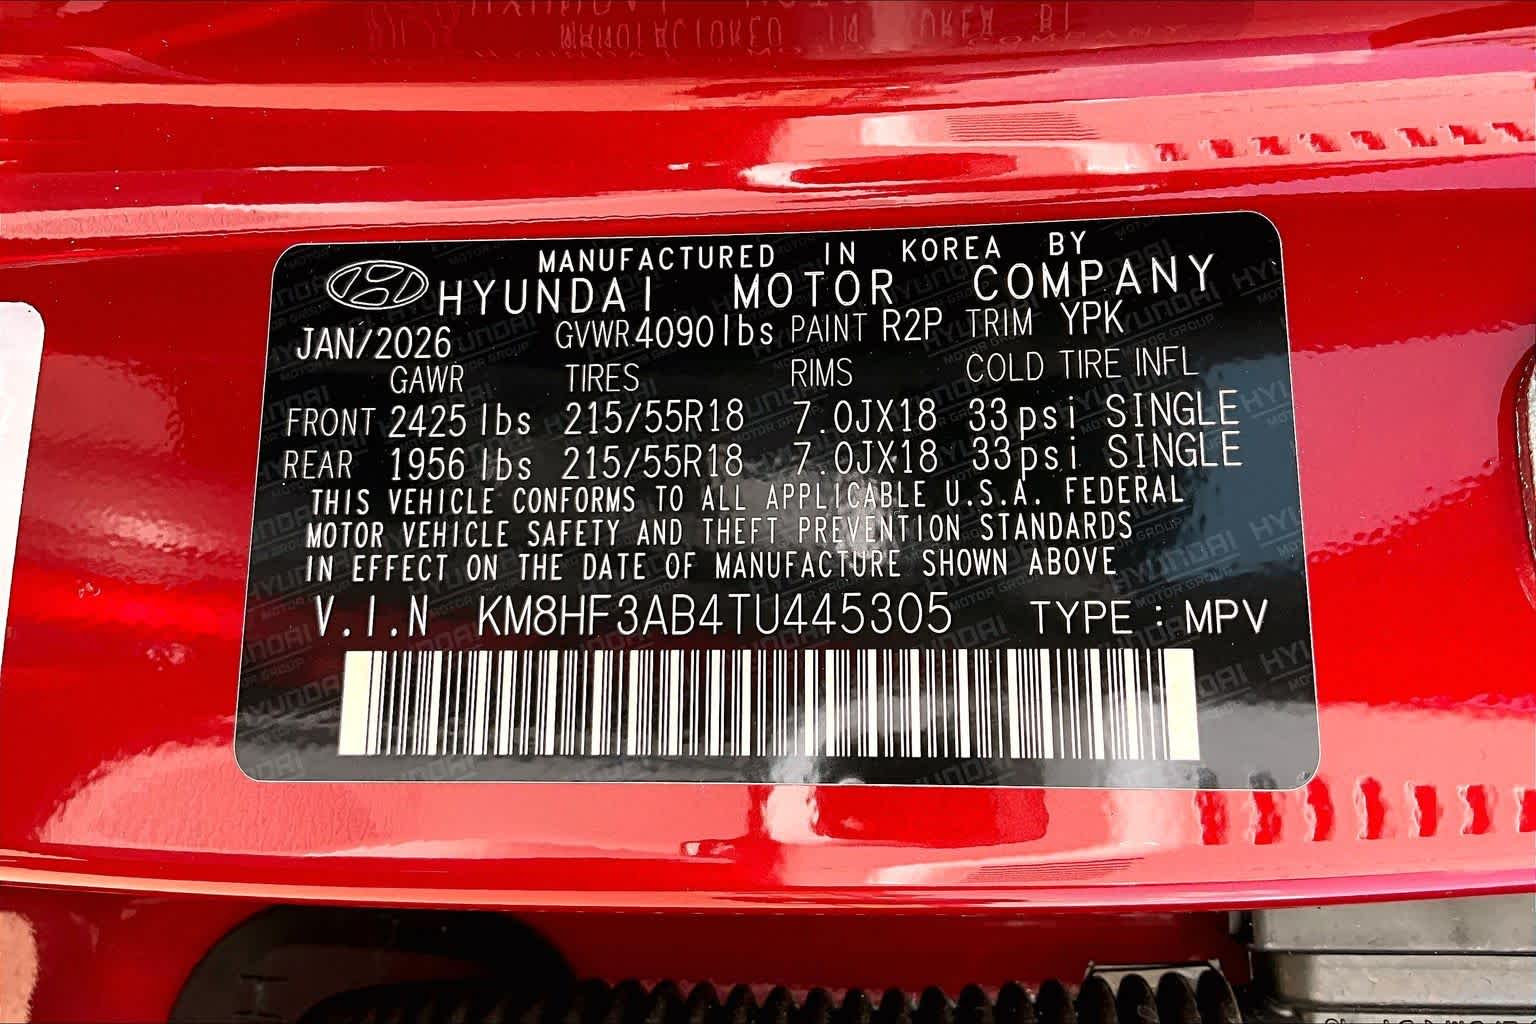 MANUFACTURED IN KOREA BY
HYUNDAI MOTOR COMPANY
JAN/2026 GVWR 4090lbs PAINT R2P TRIM YPK
GAWR TIRES RIMS COLD TIRE INFL
FRONT 2425 lbs 215/55R18 7.0JX18 33psi SINGLE
REAR 1956 lbs 215/55R18 7.0JX18 33psi SINGLE
THIS VEHICLE CONFORMS TO ALL APPLICABLE U.S.A. FEDERAL
MOTOR VEHICLE SAFETY AND THEFT PREVENTION STANDARDS
IN EFFECT ON THE DATE OF MANUFACTURE SHOWN ABOVE
V.I.N KM8HF3AB4TU445305 TYPE : MPV